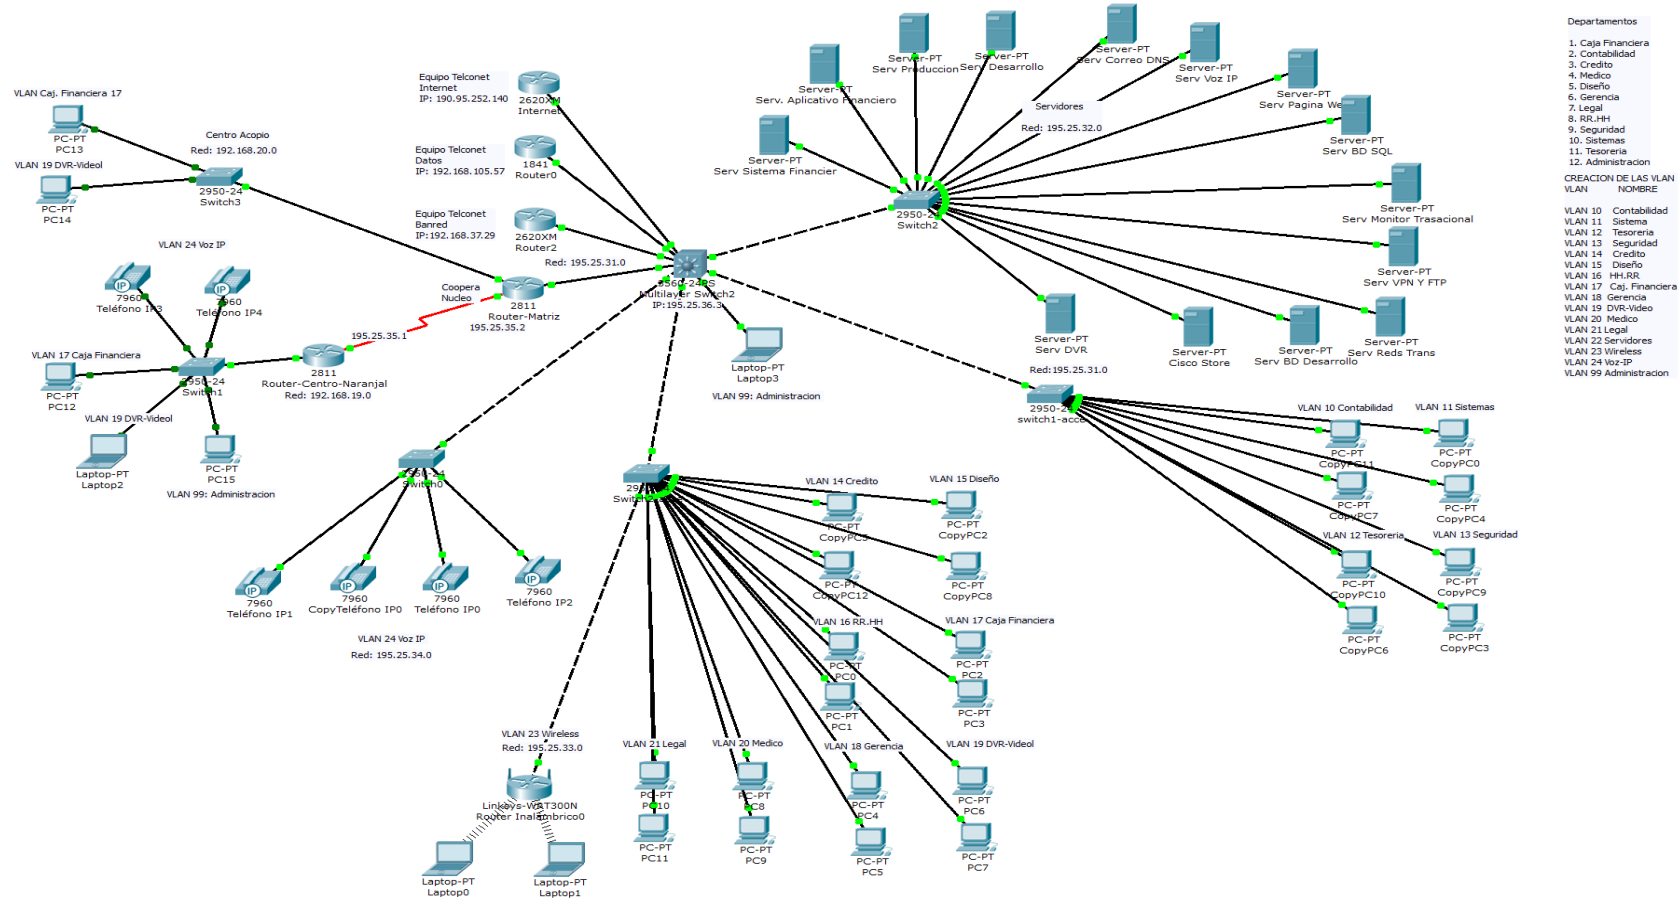 VLAN Caj. Financiera 17
PC-PT
PC13
VLAN 19 DVR-Videol
PC-PT
PC14
Centro Acopio
Red: 192.168.20.0
2950-24
Switch3
VLAN 24 Voz IP
7960
Teléfono IP3
7960
Teléfono IP4
VLAN 17 Caja Financiera
PC-PT
PC12
2950-24
Switch1
VLAN 19 DVR-Videol
Laptop-PT
Laptop2
PC-PT
PC15
VLAN 99: Administracion
2811
Router-Centro-Naranjal
Red: 192.168.19.0
195.25.35.1
Coopera
Nucleo
2811
Router-Matriz
195.25.35.2
Equipo Telconet
Internet
IP: 190.95.252.140
2620XM
Internet
Equipo Telconet
Datos
IP: 192.168.105.57
1841
Router0
Equipo Telconet
Banred
IP:192.168.37.29
2620XM
Router2
Red: 195.25.31.0
3560-24PS
Multilayer Switch2
IP:195.25.36.3
Laptop-PT
Laptop3
VLAN 99: Administracion
Server-PT
Serv. Aplicativo Financiero
Server-PT
Serv Produccion
Server-PT
Serv Desarrollo
Server-PT
Serv Correo DNS
Server-PT
Serv Voz IP
Server-PT
Serv Pagina We
Server-PT
Serv BD SQL
Servidores
Red: 195.25.32.0
Server-PT
Serv Sistema Financier
2950-24
Switch2
Server-PT
Serv Monitor Trasacional
Server-PT
Serv VPN Y FTP
Server-PT
Serv Reds Trans
Server-PT
Serv BD Desarrollo
Server-PT
Cisco Store
Server-PT
Serv DVR
Red:195.25.31.0
2950-24
switch1-acce
VLAN 10 Contabilidad
VLAN 11 Sistemas
PC-PT
CopyPC11
PC-PT
CopyPC0
PC-PT
CopyPC7
PC-PT
CopyPC4
VLAN 12 Tesoreria
VLAN 13 Seguridad
PC-PT
CopyPC10
PC-PT
CopyPC9
PC-PT
CopyPC6
PC-PT
CopyPC3
2950-24
Switch0
7960
Teléfono IP1
7960
CopyTeléfono IP0
7960
Teléfono IP0
7960
Teléfono IP2
VLAN 24 Voz IP
Red: 195.25.34.0
VLAN 14 Credito
VLAN 15 Diseño
PC-PT
CopyPC5
PC-PT
CopyPC2
PC-PT
CopyPC12
PC-PT
CopyPC8
VLAN 16 RR.HH
VLAN 17 Caja Financiera
PC-PT
PC0
PC-PT
PC2
PC-PT
PC1
PC-PT
PC3
VLAN 23 Wireless
Red: 195.25.33.0
Linksys-WRT300N
Router Inalámbrico0
Laptop-PT
Laptop0
Laptop-PT
Laptop1
VLAN 21 Legal
VLAN 20 Medico
VLAN 18 Gerencia
VLAN 19 DVR-Videol
PC-PT
PC10
PC-PT
PC8
PC-PT
PC4
PC-PT
PC6
PC-PT
PC11
PC-PT
PC9
PC-PT
PC5
PC-PT
PC7
Departamentos
1. Caja Financiera
2. Contabilidad
3. Credito
4. Medico
5. Diseño
6. Gerencia
7. Legal
8. RR.HH
9. Seguridad
10. Sistemas
11. Tesoreria
12. Administracion
CREACION DE LAS VLAN
VLAN NOMBRE
VLAN 10 Contabilidad
VLAN 11 Sistema
VLAN 12 Tesoreria
VLAN 13 Seguridad
VLAN 14 Credito
VLAN 15 Diseño
VLAN 16 HH.RR
VLAN 17 Caj. Financiera
VLAN 18 Gerencia
VLAN 19 DVR-Video
VLAN 20 Medico
VLAN 21 Legal
VLAN 22 Servidores
VLAN 23 Wireless
VLAN 24 Voz-IP
VLAN 99 Administracion